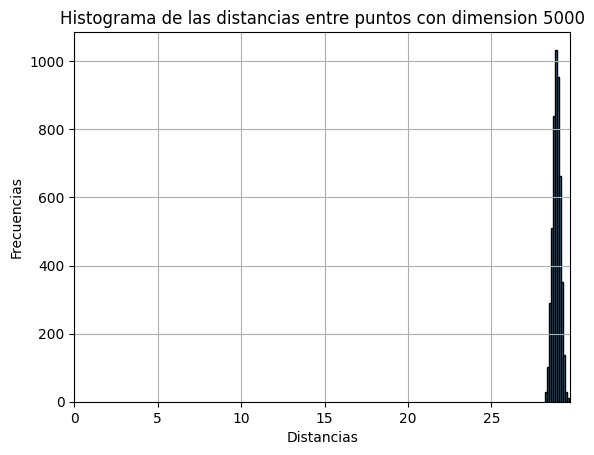 Histograma de las distancias entre puntos con dimension 5000
1000
800
600
400
200
0
Frecuencias
0 5 10 15 20 25
Distancias